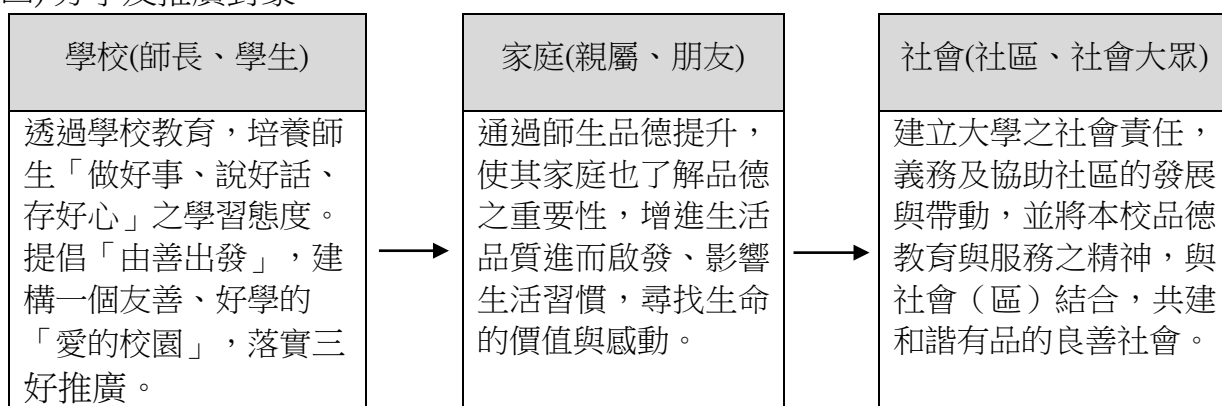 學校(師長、學生)
透過學校教育，培養師
生「做好事、說好話、
存好心」之學習態度。
提倡「由善出發」，建
構一個友善、好學的
「愛的校園」，落實三
好推廣。
家庭(親屬、朋友)
通過師生品德提升，
使其家庭也了解品德
之重要性，增進生活
品質進而啟發、影響
生活習慣，尋找生命
的價值與感動。
社會(社區、社會大眾)
建立大學之社會責任，
義務及協助社區的發展
與帶動，並將本校品德
教育與服務之精神，與
社會（區）結合，共建
和諧有品的良善社會。